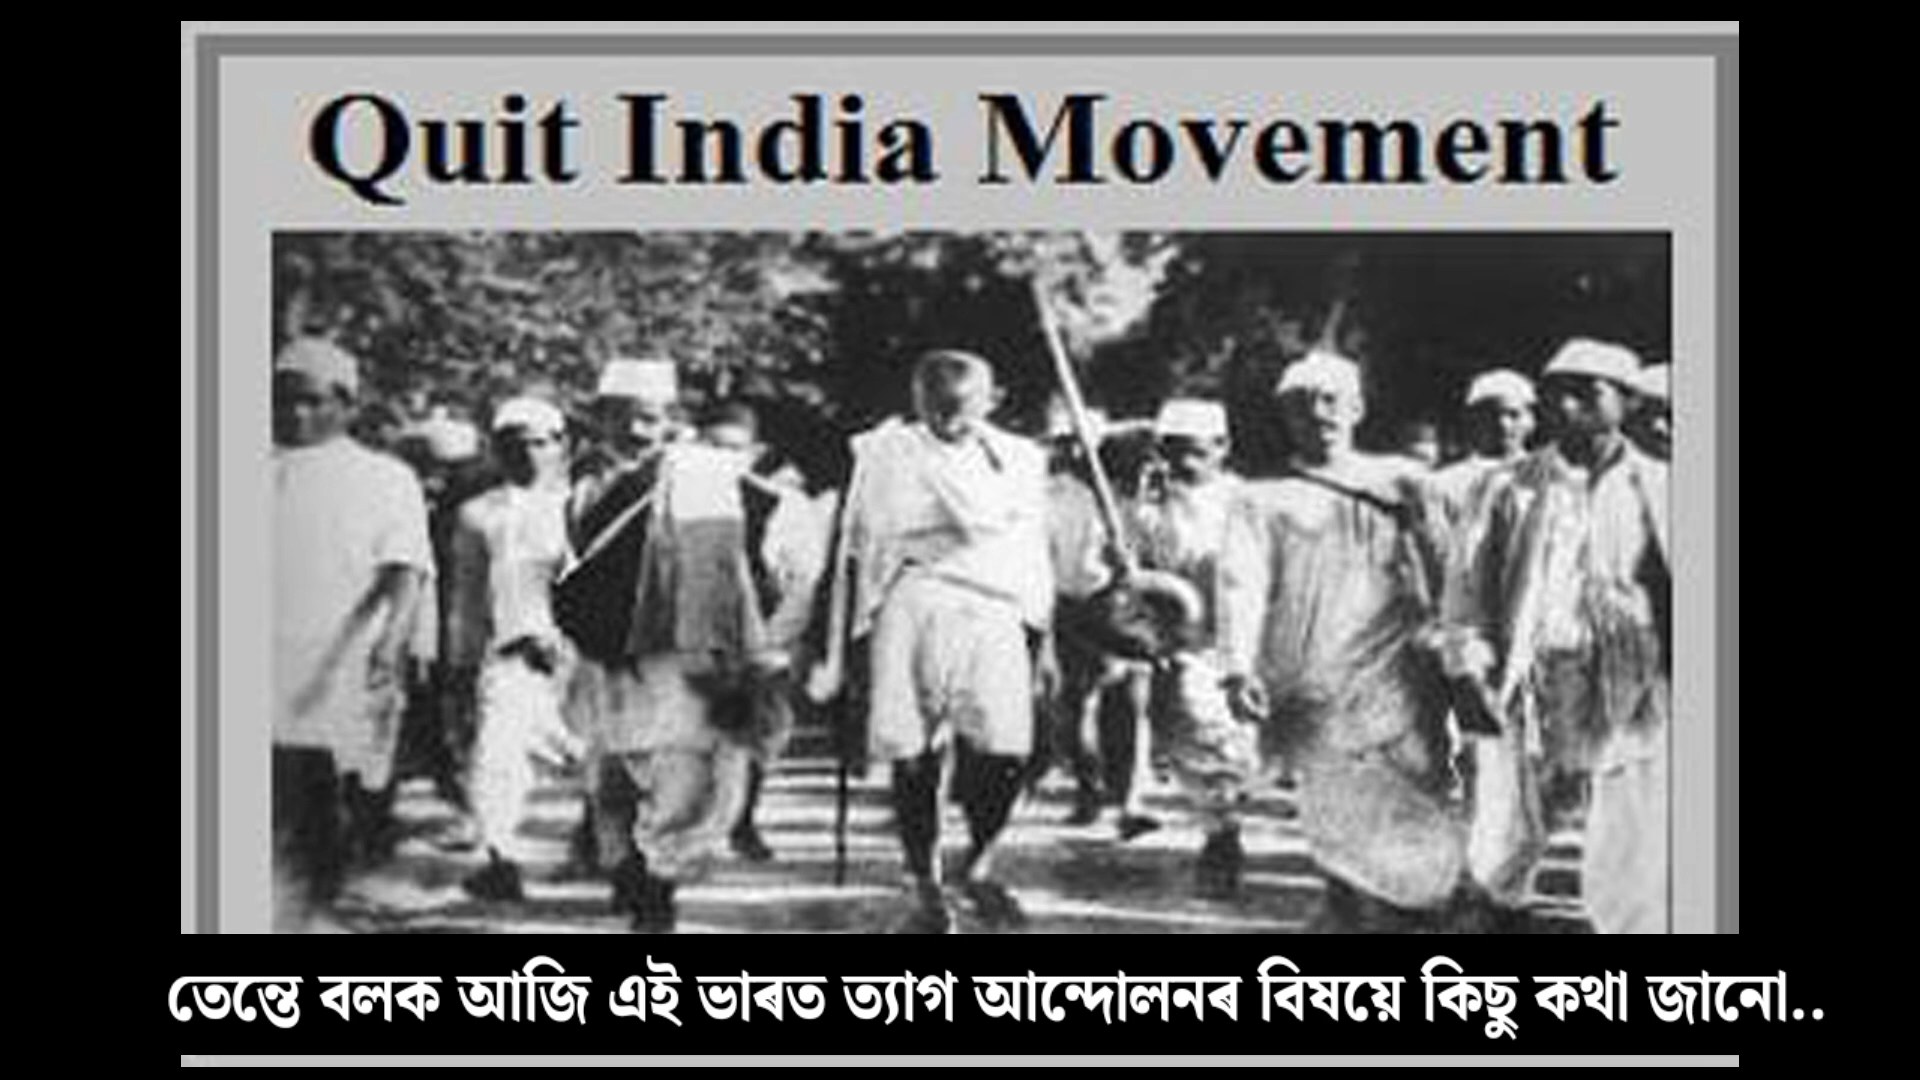 Quit India Movement
তেন্তে বলক আজি এই ভাৰত ত্যাগ আন্দোলনৰ বিষয়ে কিছু কথা জানো..